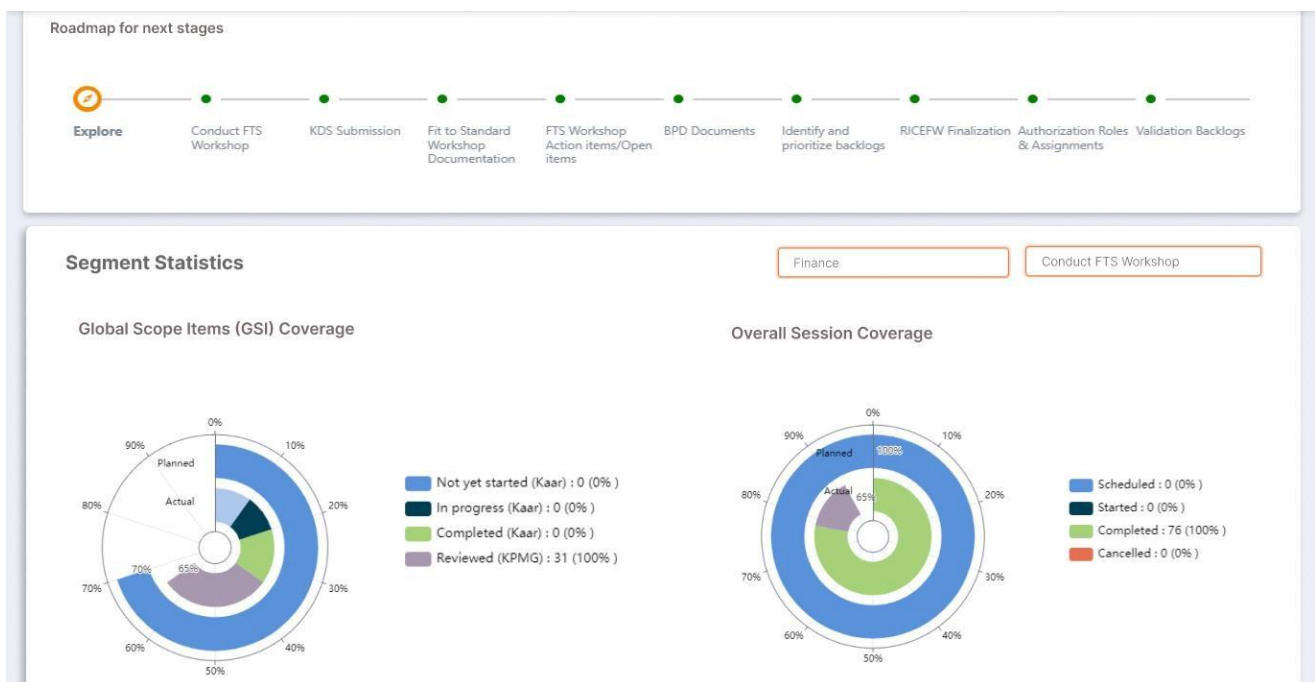 Roadmap for next stages
Explore
Conduct FTS
Workshop
KDS Submission
Fit to Standard
Workshop
Documentation
FTS Workshop
Action items/Open
items
BPD Documents
Identify and
prioritize backlogs
RICEFW Finalization
Authorization Roles
& Assignments
Validation Backlogs
Segment Statistics
Finance
Conduct FTS Workshop
Global Scope Items (GSI) Coverage
0%
10%
20%
30%
40%
50%
60%
70%
80%
90%
Planned
Actual
70%
65%
Not yet started (Kaar) : 0 (0% )
In progress (Kaar) : 0 (0% )
Completed (Kaar) : 0 (0% )
Reviewed (KPMG) : 31 (100% )
Overall Session Coverage
0%
10%
20%
30%
40%
50%
60%
70%
80%
90%
Planned
100%
Actual
65%
Scheduled : 0 (0% )
Started : 0 (0% )
Completed : 76 (100% )
Cancelled : 0 (0% )